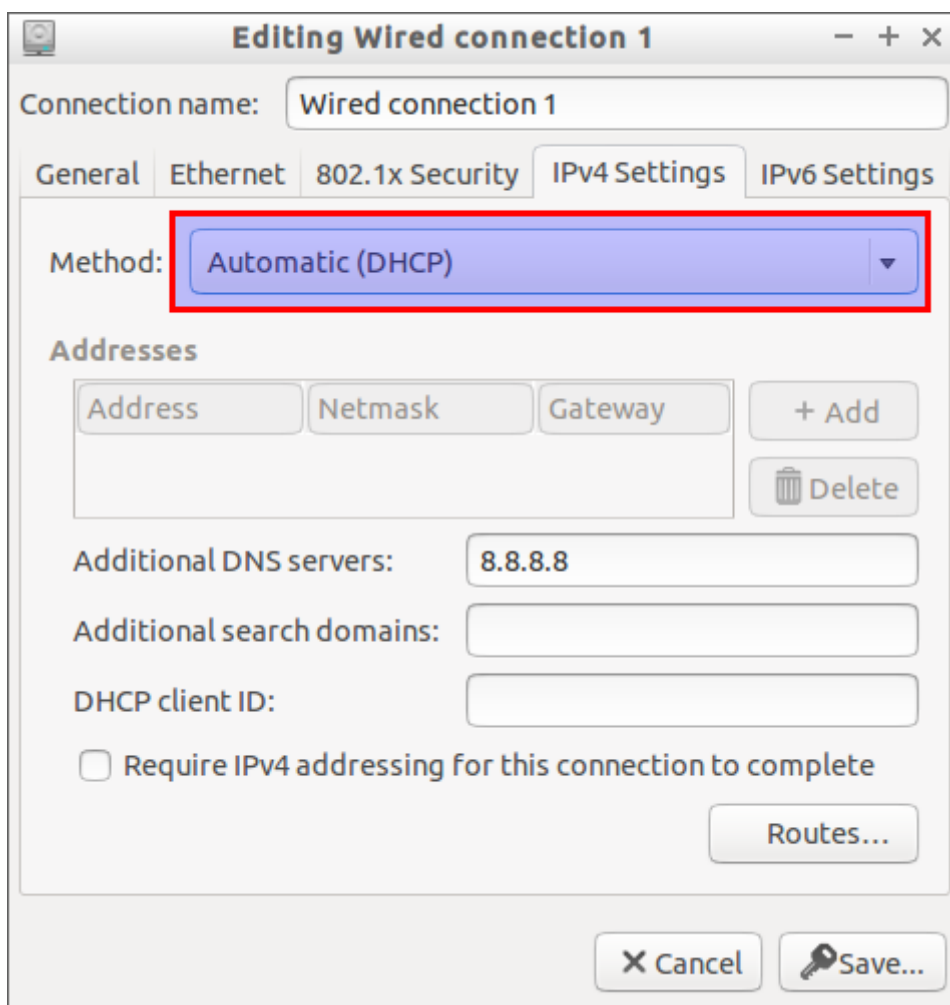 Editing Wired connection 1
Connection name: Wired connection 1
General Ethernet 802.1x Security IPv4 Settings IPv6 Settings
Method: Automatic (DHCP)
Addresses
Address Netmask Gateway + Add
Delete
Additional DNS servers: 8.8.8.8
Additional search domains:
DHCP client ID:
Require IPv4 addressing for this connection to complete
Routes…
Cancel Save...